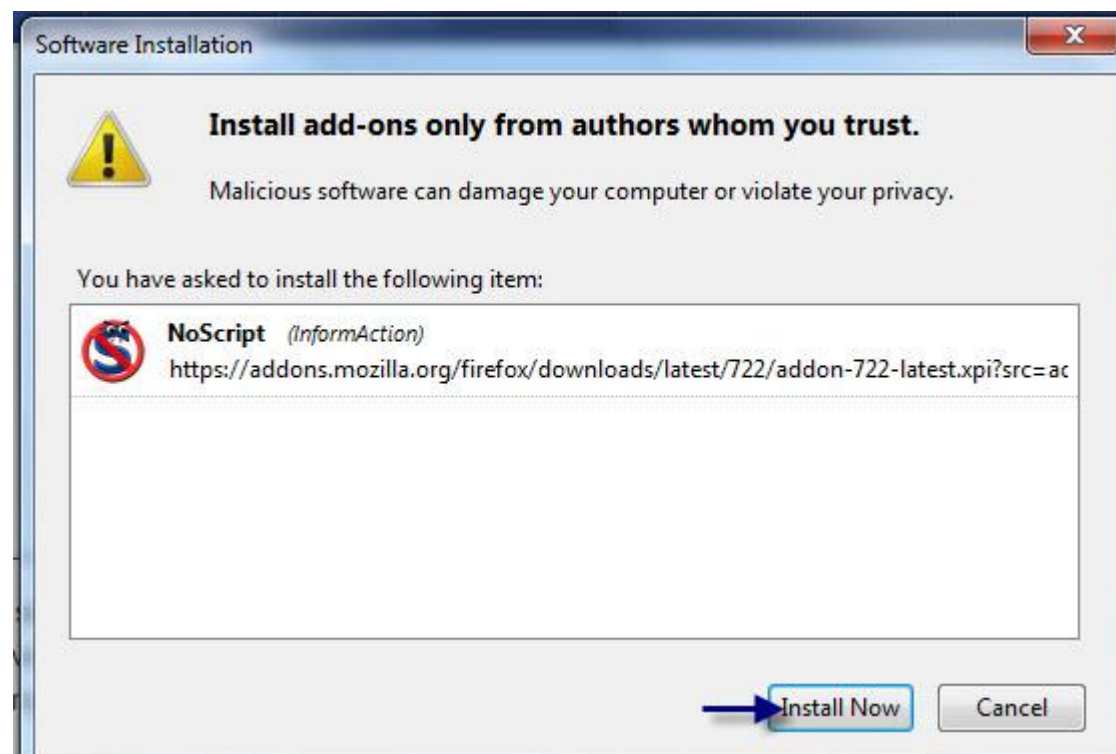 Software Installation
Install add-ons only from authors whom you trust.
Malicious software can damage your computer or violate your privacy.
You have asked to install the following item:
NoScript (InformAction)
https://addons.mozilla.org/firefox/downloads/latest/722/addon-722-latest.xpi?src=ac
Install Now Cancel